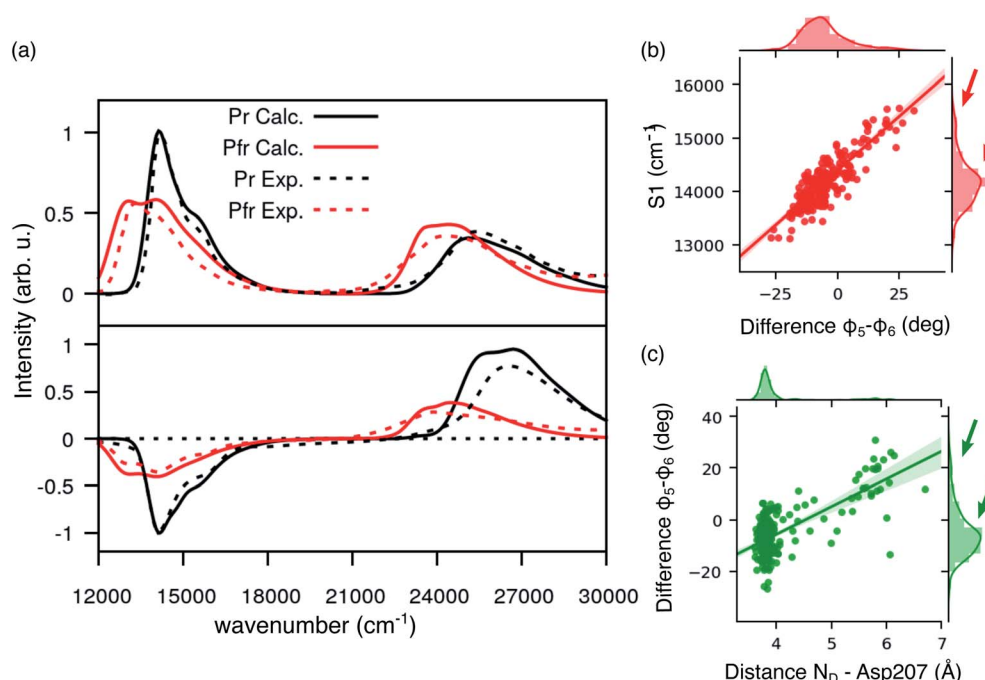 (a)
Pr Calc.
Pfr Calc.
Pr Exp.
Pfr Exp.
1
0.5
0
1
0.5
0
-0.5
-1
Intensity (arb. u.)
12000 15000 18000 21000 24000 27000 30000
wavenumber (cm⁻¹)
(b)
16000
15000
14000
13000
S1 (cm⁻¹)
−25 0 25
Difference ϕ₅-ϕ₆ (deg)
(c)
40
20
0
−20
Difference ϕ₅-ϕ₆ (deg)
4 5 6 7
Distance N_D - Asp207 (Å)